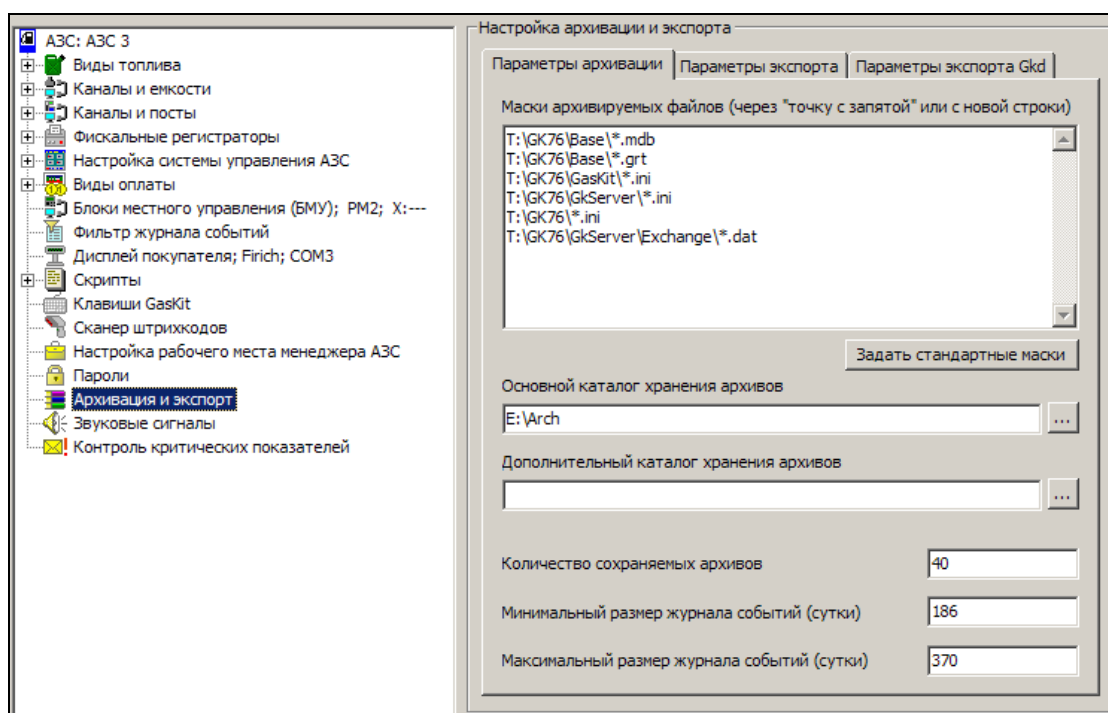 АЗС: АЗС 3
Виды топлива
Каналы и емкости
Каналы и посты
Фискальные регистраторы
Настройка системы управления АЗС
Виды оплаты
Блоки местного управления (БМУ); PM2; X:---
Фильтр журнала событий
Дисплей покупателя; Firich; COM3
Скрипты
Клавиши GasKit
Сканер штрихкодов
Настройка рабочего места менеджера АЗС
Пароли
Архивация и экспорт
Звуковые сигналы
Контроль критических показателей
Настройка архивации и экспорта
Параметры архивации
Параметры экспорта
Параметры экспорта Gkd
Маски архивируемых файлов (через "точку с запятой" или с новой строки)
T:\GK76\Base\*.mdb
T:\GK76\Base\*.grt
T:\GK76\GasKit\*.ini
T:\GK76\GkServer\*.ini
T:\GK76\*.ini
T:\GK76\GkServer\Exchange\*.dat
Задать стандартные маски
Основной каталог хранения архивов
E:\Arch
...
Дополнительный каталог хранения архивов
...
Количество сохраняемых архивов
40
Минимальный размер журнала событий (сутки)
186
Максимальный размер журнала событий (сутки)
370